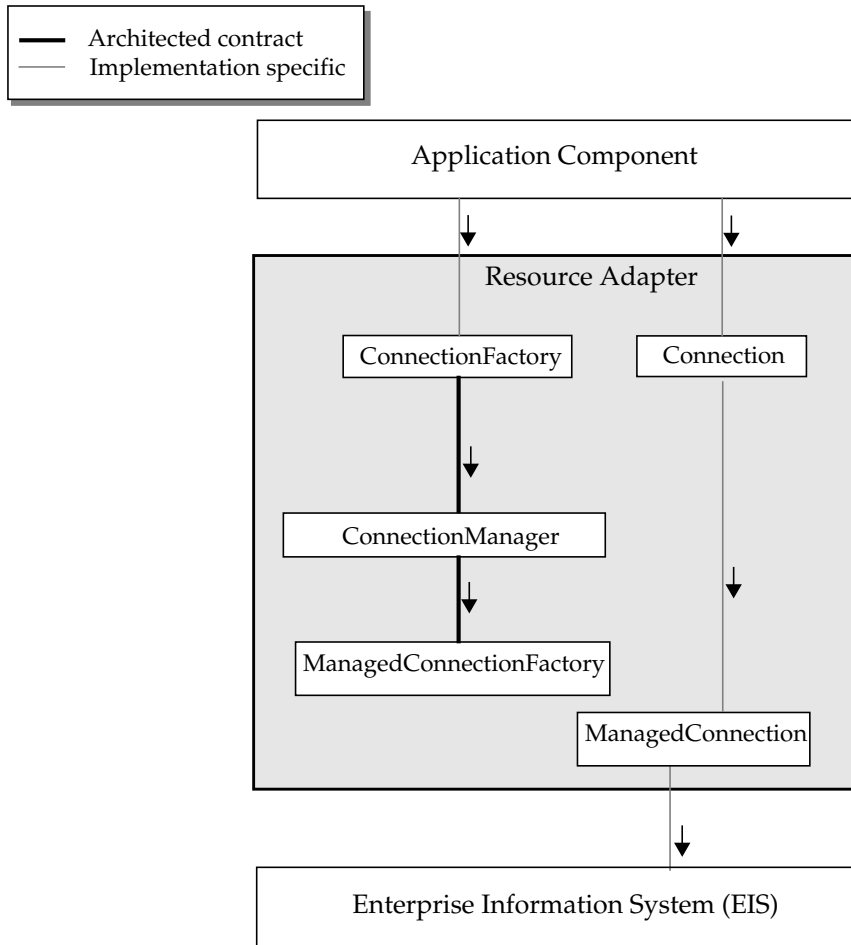 Architected contract
Implementation specific
Application Component
Resource Adapter
ConnectionFactory
Connection
ConnectionManager
ManagedConnectionFactory
ManagedConnection
Enterprise Information System (EIS)